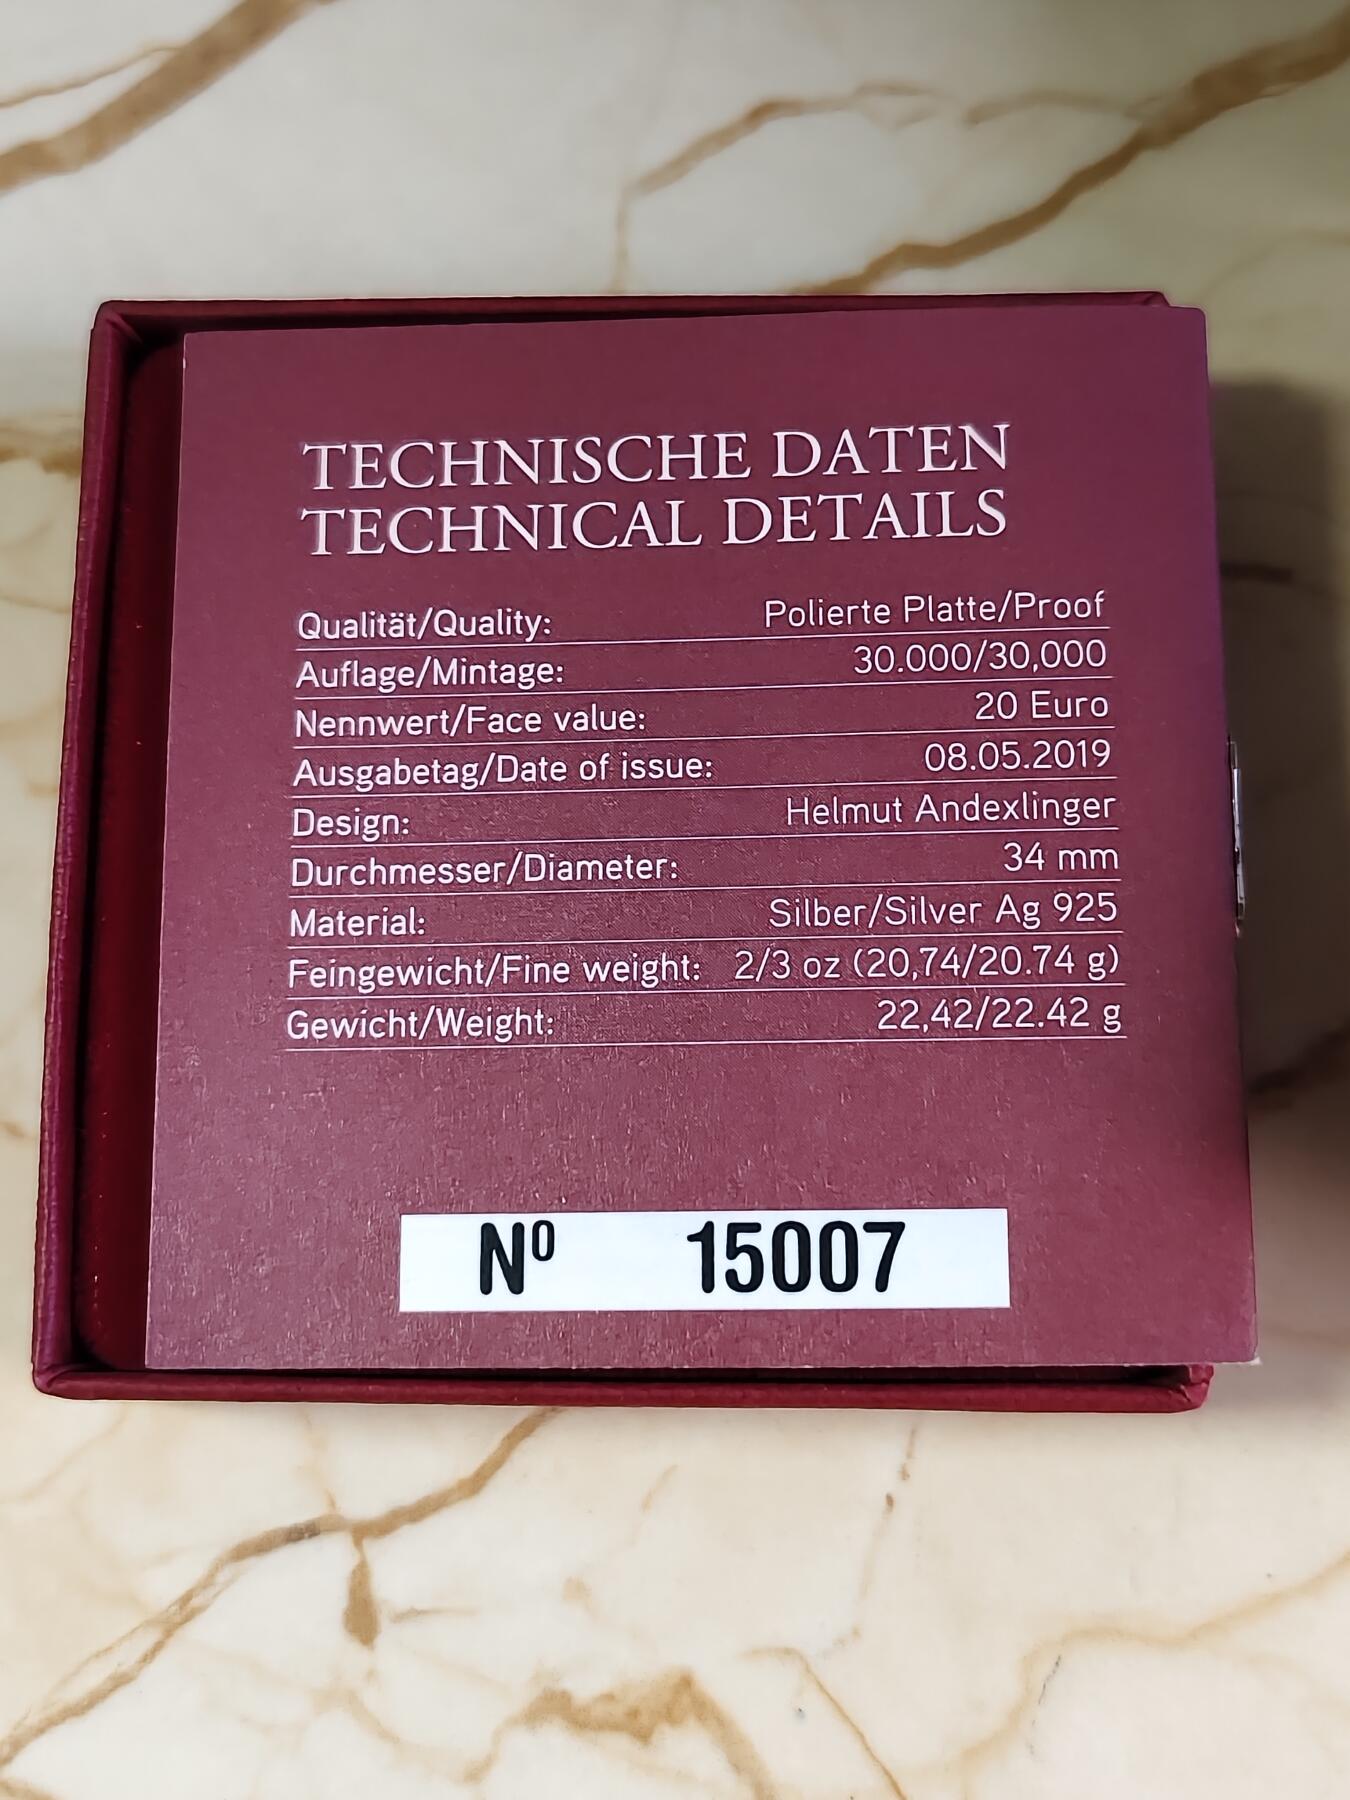 TECHNISCHE DATEN
TECHNICAL DETAILS
Qualität/Quality: Polierte Platte/Proof
Auflage/Mintage: 30.000/30,000
Nennwert/Face value: 20 Euro
Ausgabetag/Date of issue: 08.05.2019
Design: Helmut Andexlinger
Durchmesser/Diameter: 34 mm
Material: Silber/Silver Ag 925
Feingewicht/Fine weight: 2/3 oz (20,74/20.74 g)
Gewicht/Weight: 22,42/22.42 g
Nº 15007